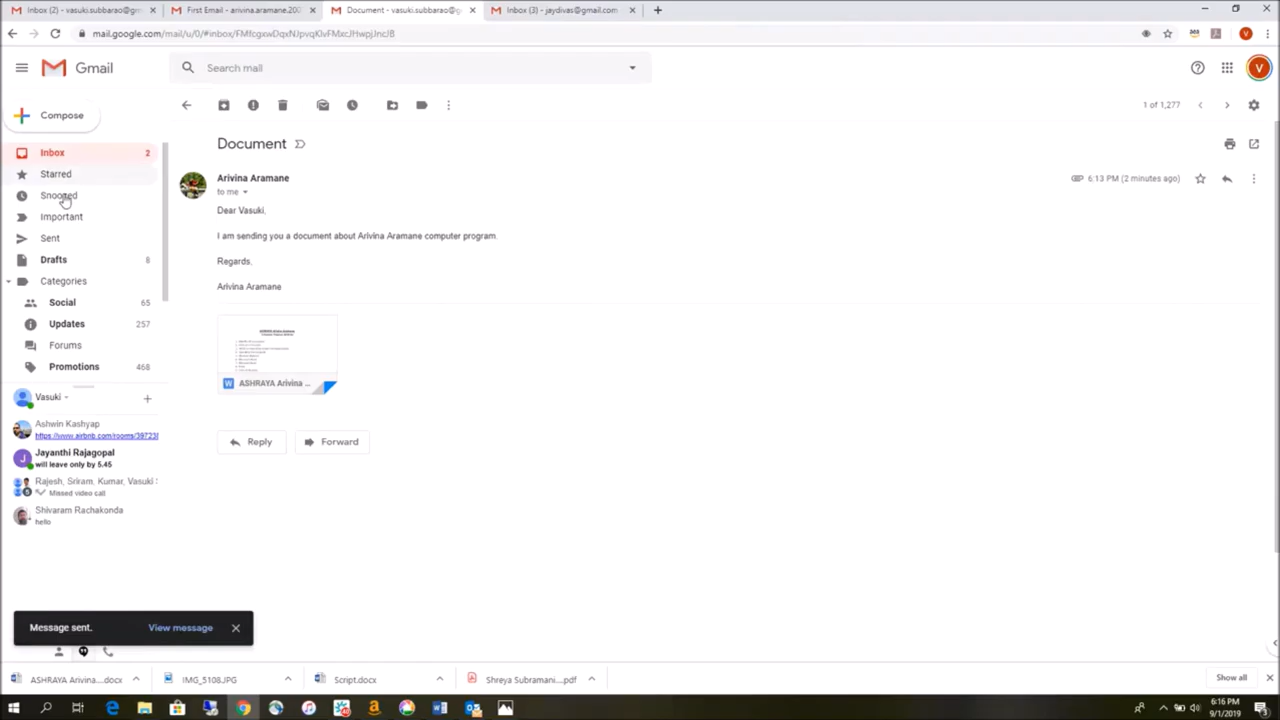 Inbox (2) - vasuki.subbarao@gm
First Email - arivina.aramane.200
Document - vasuki.subbarao@g
Inbox (3) - jaydivas@gmail.com
Gmail
Search mail
Compose
1 of 1,277
Inbox 2
Document
Starred
Arivina Aramane
6:13 PM (2 minutes ago)
Snoozed
to me
Dear Vasuki,
Important
Sent
I am sending you a document about Arivina Aramane computer program.
Drafts 8
Regards,
Categories
Arivina Aramane
Social 65
Updates 257
Forums
Promotions 468
W ASHRAYA Arivina ...
Vasuki
Ashwin Kashyap
https://www.airbnb.com/rooms/39723
Reply
Forward
J
Jayanthi Rajagopal
will leave only by 5.45
Rajesh, Sriram, Kumar, Vasuki
Missed video call
Shivaram Rachakonda
hello
Message sent.
View message
ASHRAYA Arivina....docx
IMG_5108.JPG
Script.docx
Shreya Subramani....pdf
Show all
6:16 PM
9/1/2019